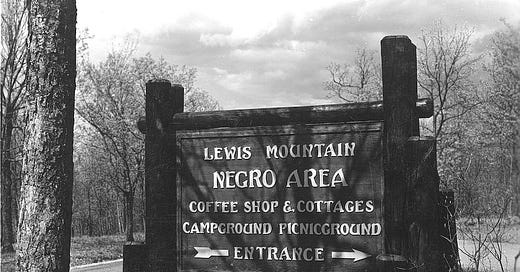 LEWIS MOUNTAIN
NEGRO AREA
COFFEE SHOP & COTTAGES
CAMPGROUND PICNICGROUND
ENTRANCE